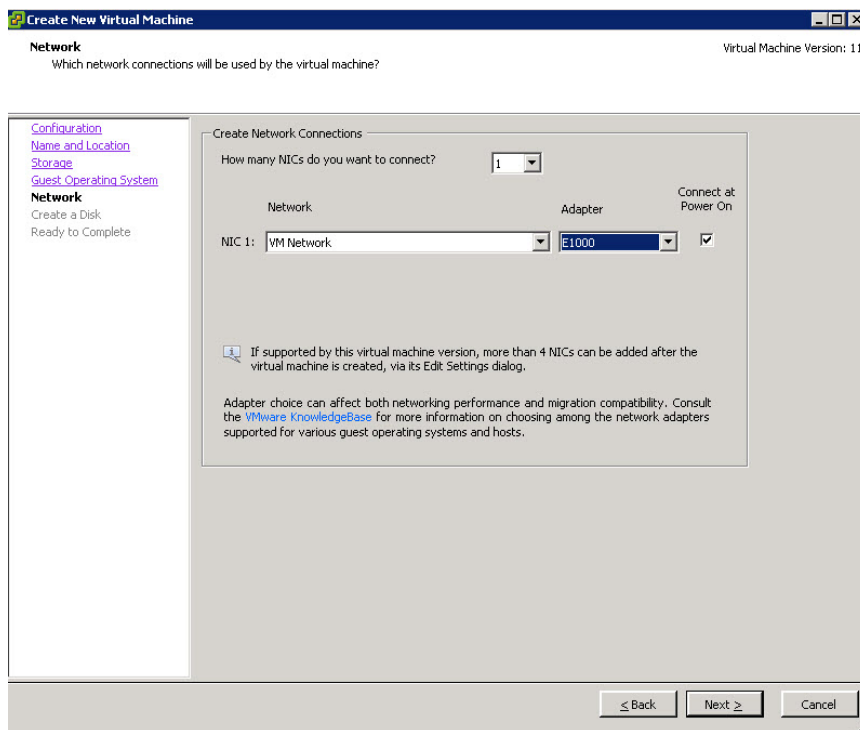 Create New Virtual Machine
Network
Which network connections will be used by the virtual machine?
Virtual Machine Version: 11
Configuration
Name and Location
Storage
Guest Operating System
Network
Create a Disk
Ready to Complete
Create Network Connections
How many NICs do you want to connect?
1
Network
Adapter
Connect at
Power On
NIC 1:
VM Network
E1000
If supported by this virtual machine version, more than 4 NICs can be added after the
virtual machine is created, via its Edit Settings dialog.
Adapter choice can affect both networking performance and migration compatibility. Consult
the VMware KnowledgeBase for more information on choosing among the network adapters
supported for various guest operating systems and hosts.
< Back
Next >
Cancel